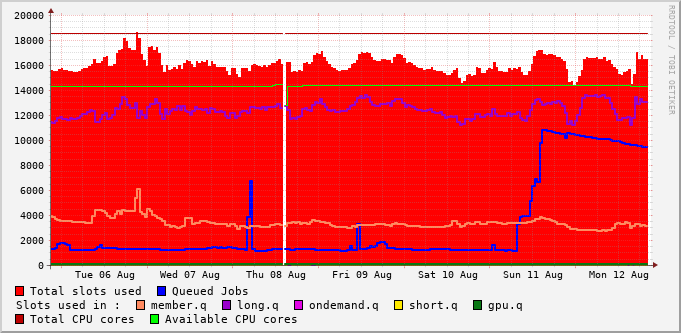 RRDTOOL / TOBI OETIKER
20000
18000
16000
14000
12000
10000
8000
6000
4000
2000
0
Tue 06 Aug Wed 07 Aug Thu 08 Aug Fri 09 Aug Sat 10 Aug Sun 11 Aug Mon 12 Aug
Total slots used Queued Jobs
Slots used in : member.q long.q ondemand.q short.q gpu.q
Total CPU cores Available CPU cores